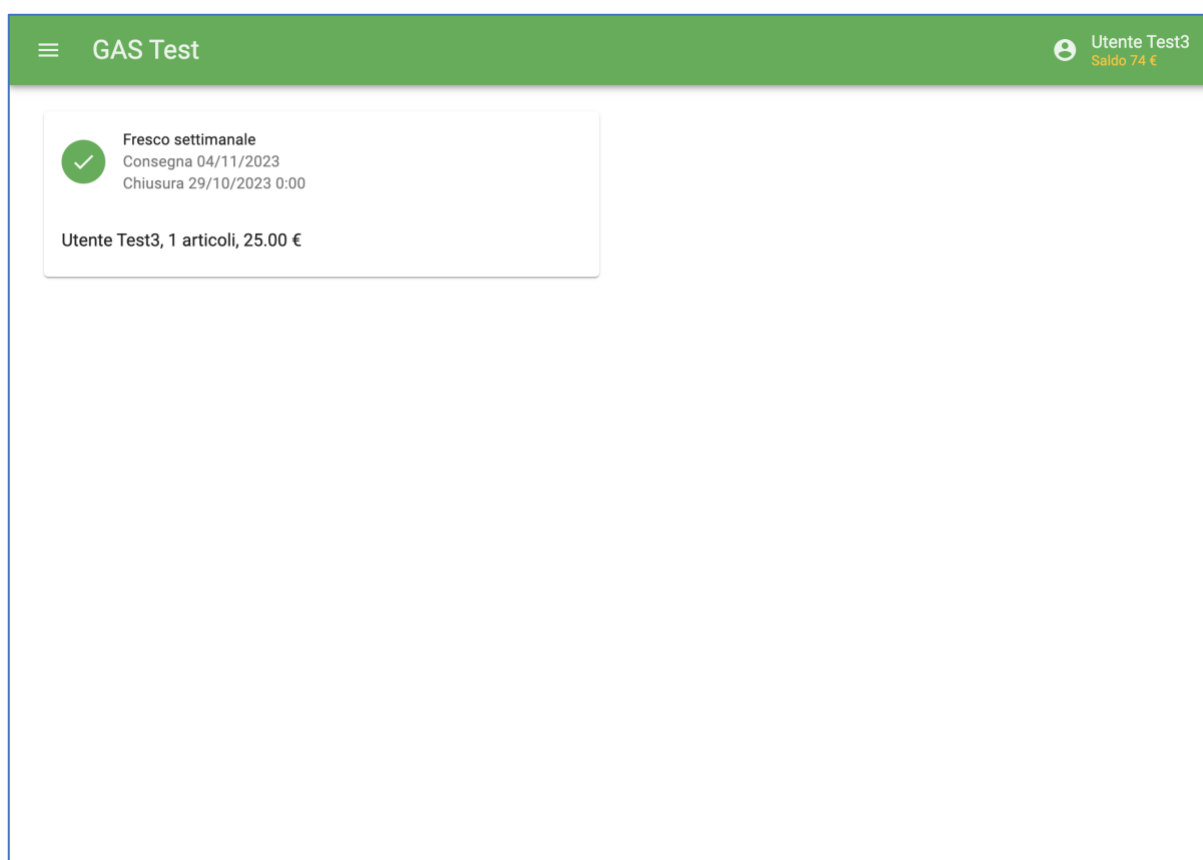 GAS Test
Utente Test3
Saldo 74 €
Fresco settimanale
Consegna 04/11/2023
Chiusura 29/10/2023 0:00
Utente Test3, 1 articoli, 25.00 €